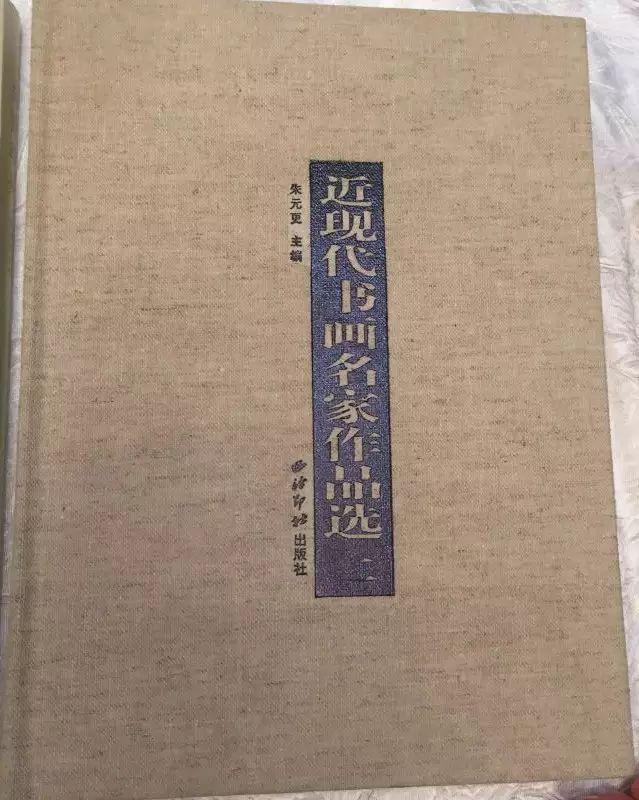 近现代书画名家作品选 二
朱元更 主编
西泠印社出版社